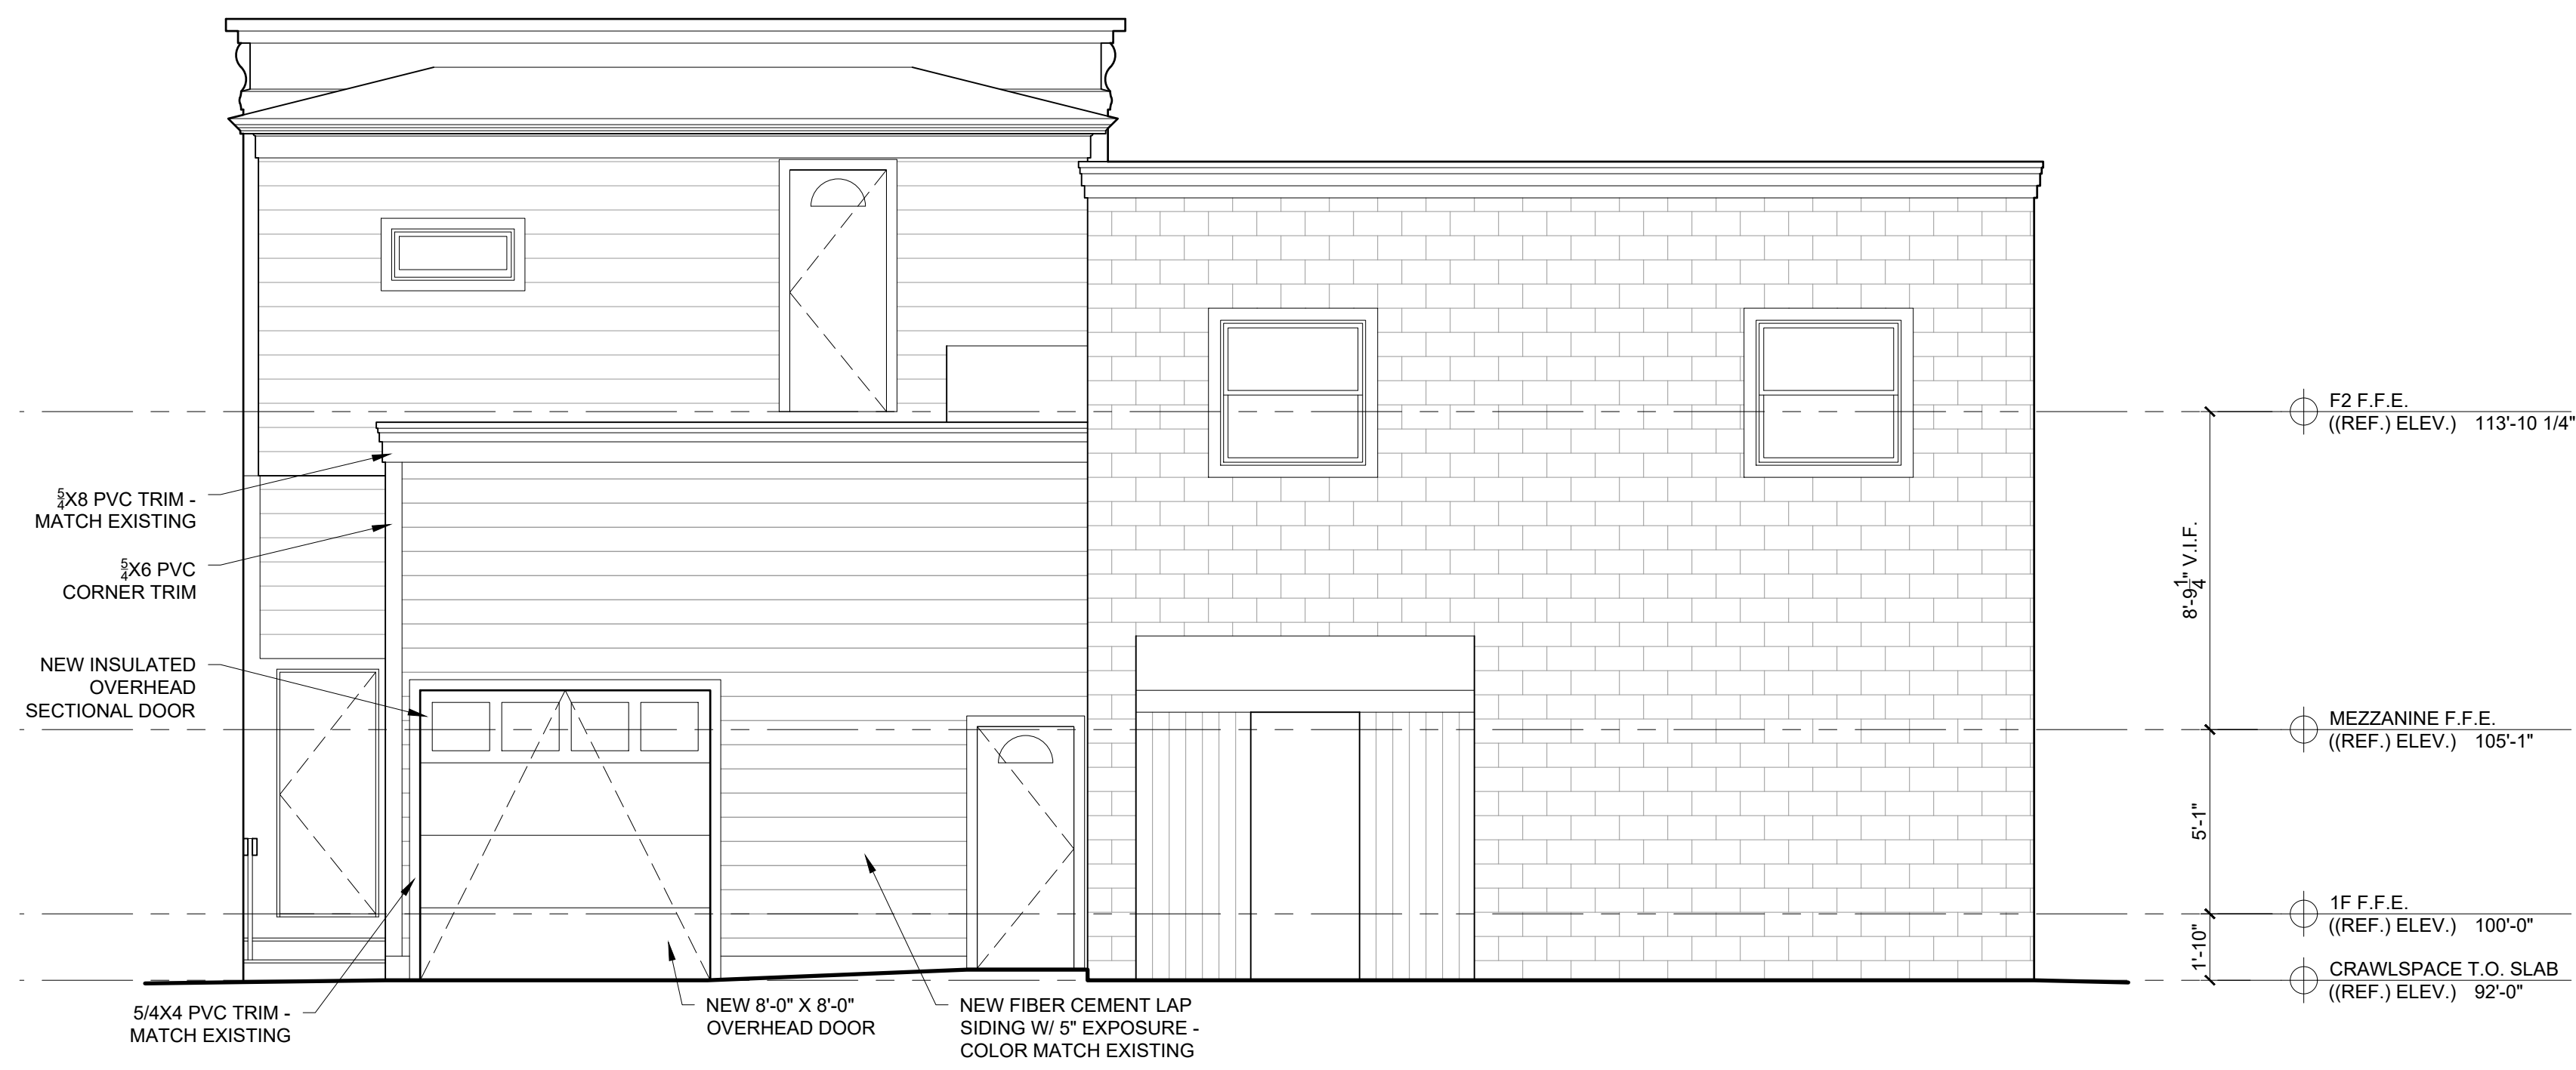 F2 F.F.E.
((REF.) ELEV.) 113'-10 1/4"
8'-9 1/4" V.I.F.
MEZZANINE F.F.E.
((REF.) ELEV.) 105'-1"
5'-1"
1F F.F.E.
((REF.) ELEV.) 100'-0"
1'-10"
CRAWLSPACE T.O. SLAB
((REF.) ELEV.) 92'-0"
5/4X8 PVC TRIM -
MATCH EXISTING
5/4X6 PVC
CORNER TRIM
NEW INSULATED
OVERHEAD
SECTIONAL DOOR
5/4X4 PVC TRIM -
MATCH EXISTING
NEW 8'-0" X 8'-0"
OVERHEAD DOOR
NEW FIBER CEMENT LAP
SIDING W/ 5" EXPOSURE -
COLOR MATCH EXISTING